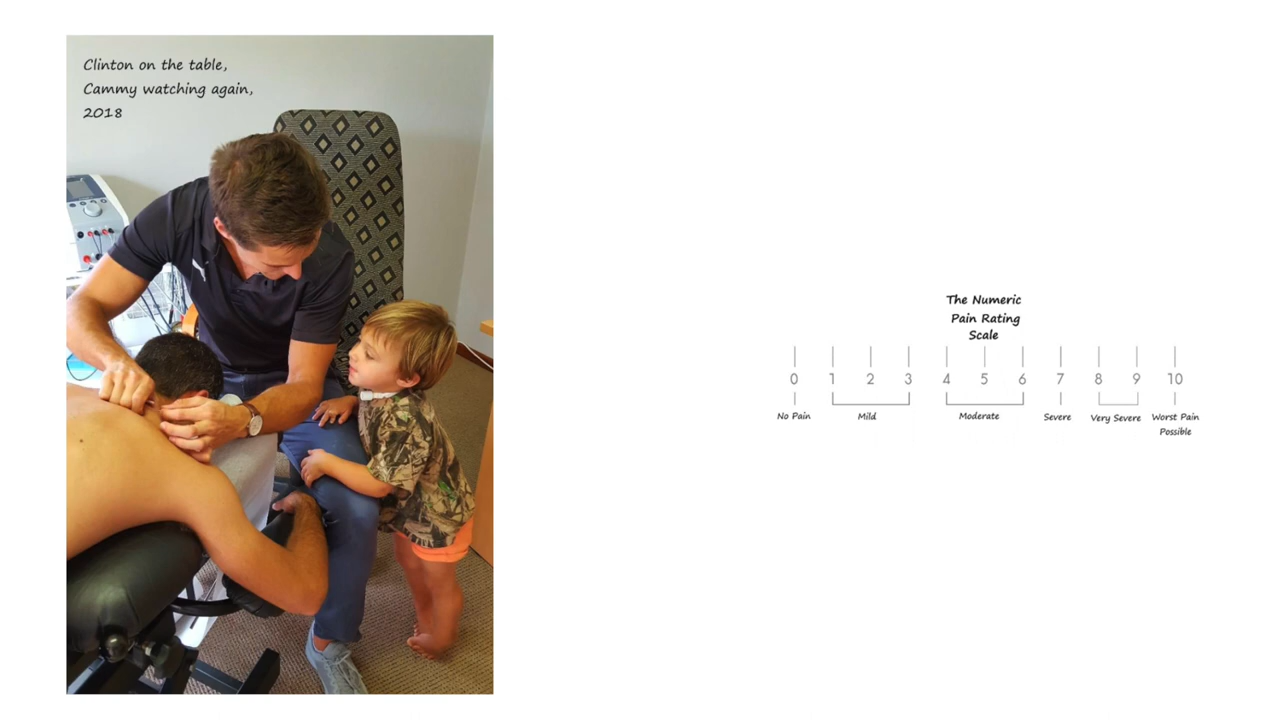 Clinton on the table,
Cammy watching again,
2018
The Numeric
Pain Rating
Scale
0 1 2 3 4 5 6 7 8 9 10
No Pain Mild Moderate Severe Very Severe Worst Pain
Possible